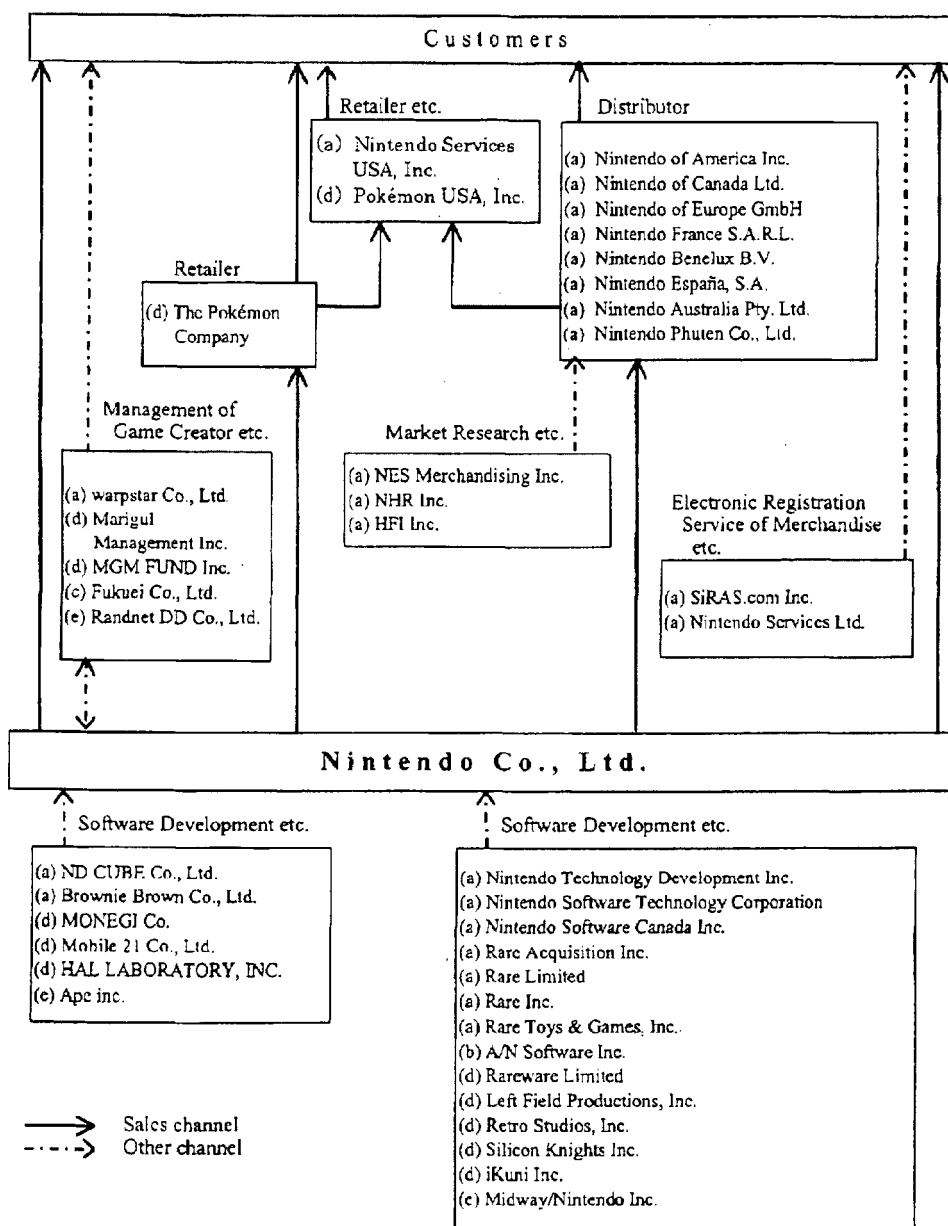 Customers
Retailer etc.
(a) Nintendo Services
USA, Inc.
(d) Pokémon USA, Inc.
Distributor
(a) Nintendo of America Inc.
(a) Nintendo of Canada Ltd.
(a) Nintendo of Europe GmbH
(a) Nintendo France S.A.R.L.
(a) Nintendo Benelux B.V.
(a) Nintendo España, S.A.
(a) Nintendo Australia Pty. Ltd.
(a) Nintendo Phuten Co., Ltd.
Retailer
(d) The Pokémon
Company
Management of
Game Creator etc.
(a) warpstar Co., Ltd.
(d) Marigul
Management Inc.
(d) MGM FUND Inc.
(c) Fukuei Co., Ltd.
(e) Randnet DD Co., Ltd.
Market Research etc.
(a) NES Merchandising Inc.
(a) NHR Inc.
(a) HFI Inc.
Electronic Registration
Service of Merchandise
etc.
(a) SiRAS.com Inc.
(a) Nintendo Services Ltd.
Nintendo Co., Ltd.
Software Development etc.
(a) ND CUBE Co., Ltd.
(a) Brownie Brown Co., Ltd.
(d) MONEGI Co.
(d) Mobile 21 Co., Ltd.
(d) HAL LABORATORY, INC.
(e) Ape inc.
Software Development etc.
(a) Nintendo Technology Development Inc.
(a) Nintendo Software Technology Corporation
(a) Nintendo Software Canada Inc.
(a) Rare Acquisition Inc.
(a) Rare Limited
(a) Rare Inc.
(a) Rare Toys & Games, Inc.
(b) A/N Software Inc.
(d) Rareware Limited
(d) Left Field Productions, Inc.
(d) Retro Studios, Inc.
(d) Silicon Knights Inc.
(d) iKuni Inc.
(e) Midway/Nintendo Inc.
Sales channel
Other channel